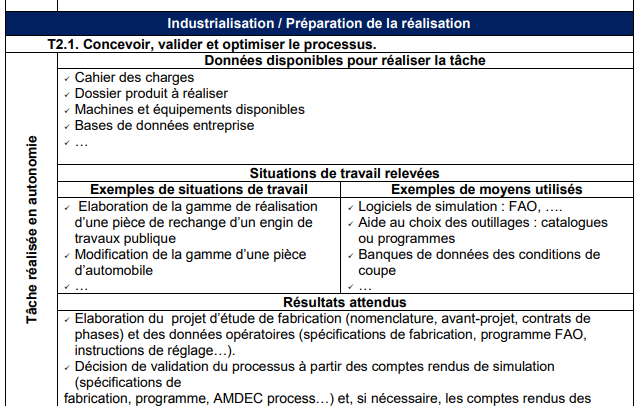 Industrialisation / Préparation de la réalisation
T2.1. Concevoir, valider et optimiser le processus.
Tâche réalisée en autonomie
Données disponibles pour réaliser la tâche
✓ Cahier des charges
✓ Dossier produit à réaliser
✓ Machines et équipements disponibles
✓ Bases de données entreprise
✓ …
Situations de travail relevées
Exemples de situations de travail
✓ Elaboration de la gamme de réalisation
d'une pièce de rechange d'un engin de
travaux publique
✓ Modification de la gamme d'une pièce
d'automobile
✓ …
Exemples de moyens utilisés
✓ Logiciels de simulation : FAO, ….
✓ Aide au choix des outillages : catalogues
ou programmes
✓ Banques de données des conditions de
coupe
✓ …
Résultats attendus
✓ Elaboration du projet d'étude de fabrication (nomenclature, avant-projet, contrats de
phases) et des données opératoires (spécifications de fabrication, programme FAO,
instructions de réglage…).
✓ Décision de validation du processus à partir des comptes rendus de simulation
(spécifications de
fabrication, programme, AMDEC process…) et, si nécessaire, les comptes rendus des